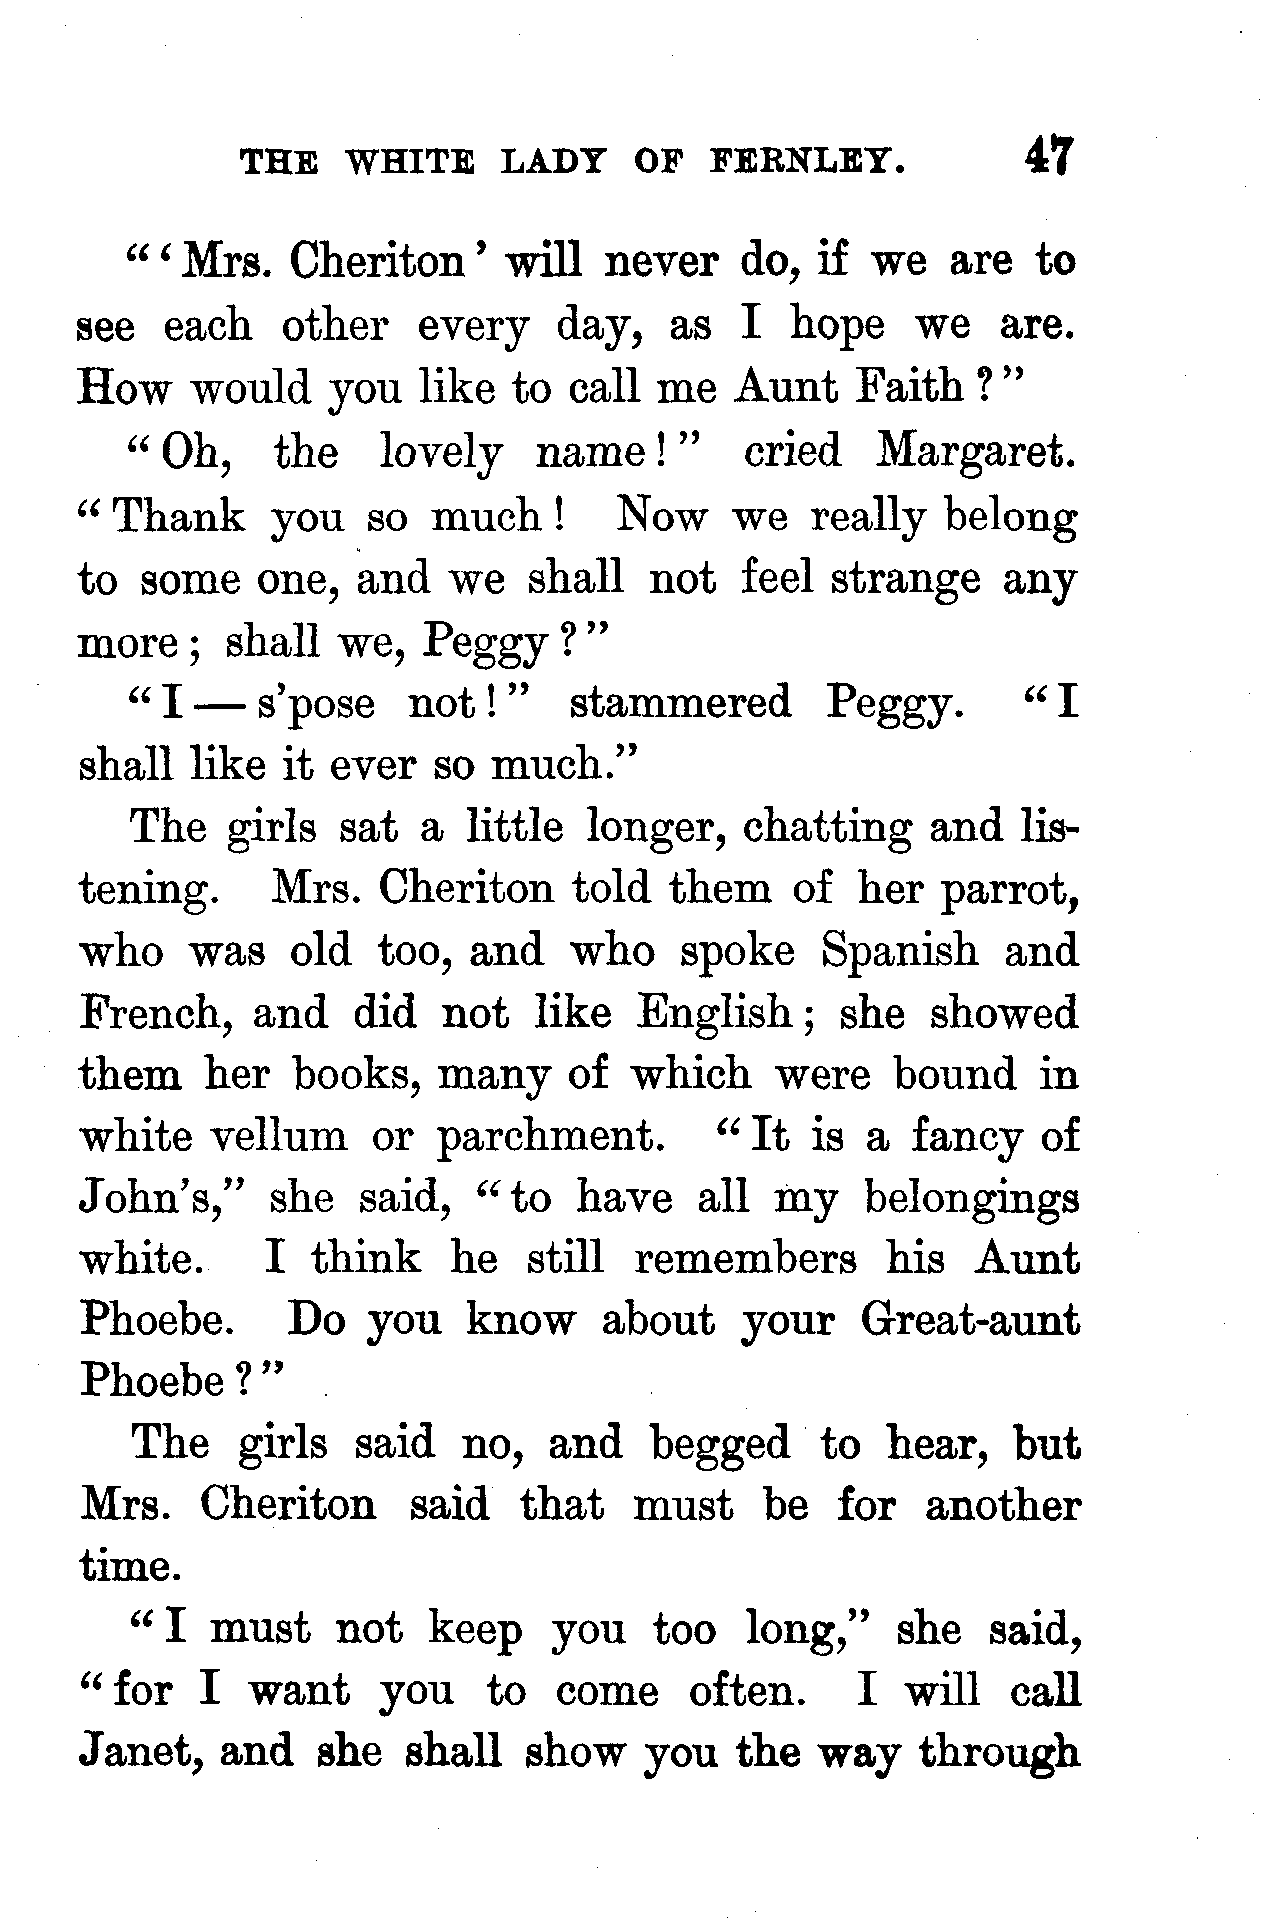 THE WHITE LADY OF FERNLEY. 47
“‘Mrs. Cheriton’ will never do, if we are to
see each other every day, as I hope we are.
How would you like to call me Aunt Faith?”
“Oh, the lovely name!” cried Margaret.
“Thank you so much! Now we really belong
to some one, and we shall not feel strange any
more; shall we, Peggy?”
“I—s’pose not!” stammered Peggy. “I
shall like it ever so much.”
The girls sat a little longer, chatting and lis-
tening. Mrs. Cheriton told them of her parrot,
who was old too, and who spoke Spanish and
French, and did not like English; she showed
them her books, many of which were bound in
white vellum or parchment. “It is a fancy of
John’s,” she said, “to have all my belongings
white. I think he still remembers his Aunt
Phoebe. Do you know about your Great-aunt
Phoebe?”
The girls said no, and begged to hear, but
Mrs. Cheriton said that must be for another
time.
“I must not keep you too long,” she said,
“for I want you to come often. I will call
Janet, and she shall show you the way through